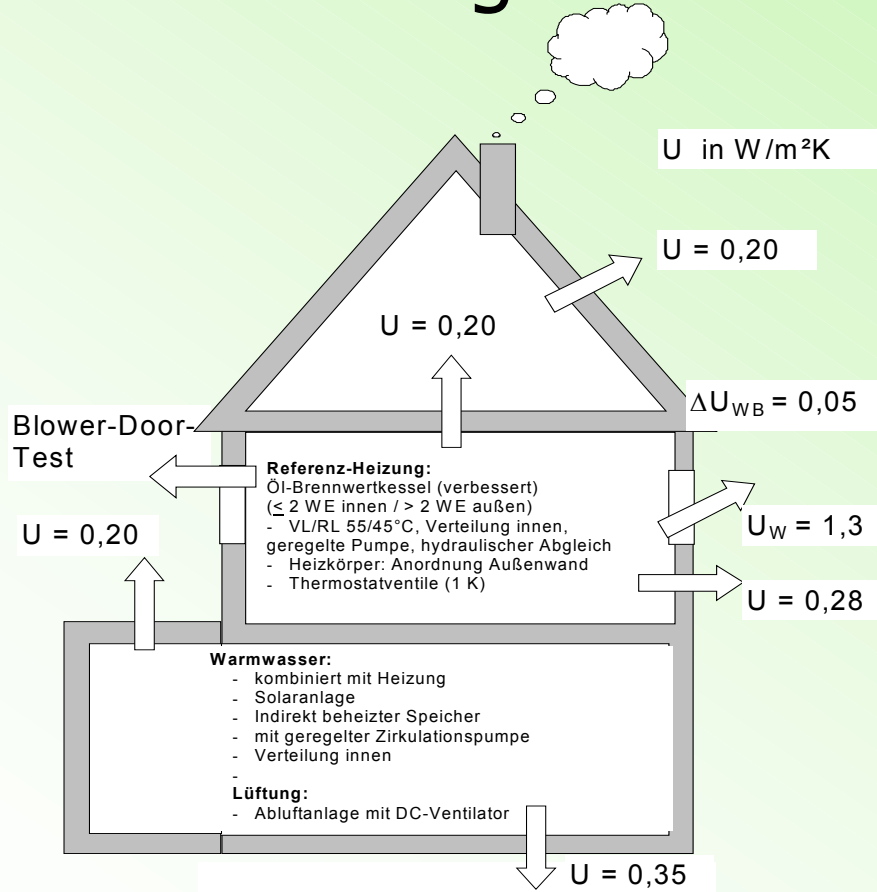 g
U in W/m²K
U = 0,20
U = 0,20
ΔU_WB = 0,05
Blower-Door-
Test
Referenz-Heizung:
Öl-Brennwertkessel (verbessert)
(≤ 2 WE innen / > 2 WE außen)
- VL/RL 55/45°C, Verteilung innen,
geregelte Pumpe, hydraulischer Abgleich
- Heizkörper: Anordnung Außenwand
- Thermostatventile (1 K)
U = 0,20
U_W = 1,3
U = 0,28
Warmwasser:
- kombiniert mit Heizung
- Solaranlage
- Indirekt beheizter Speicher
- mit geregelter Zirkulationspumpe
- Verteilung innen
-
Lüftung:
- Abluftanlage mit DC-Ventilator
U = 0,35